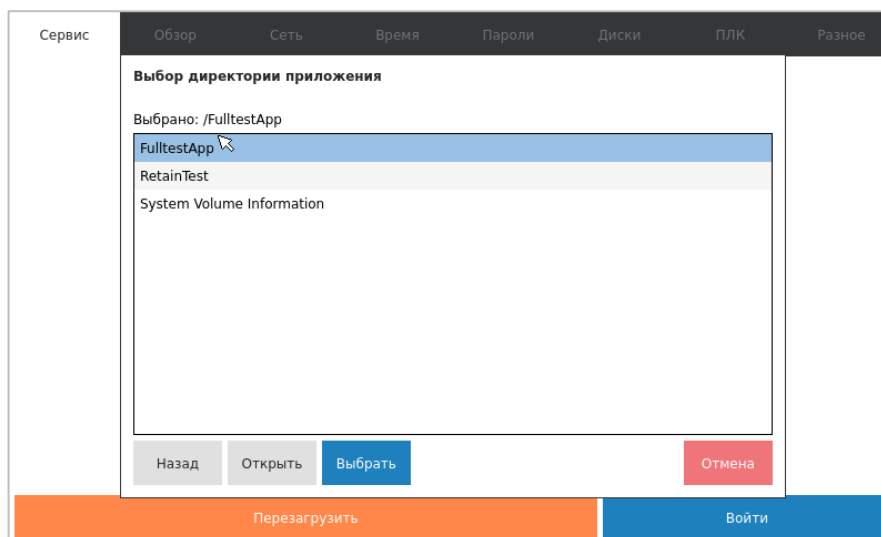 Сервис Обзор Сеть Время Пароли Диски ПЛК Разное
Выбор директории приложения
Выбрано: /FulltestApp
FulltestApp
RetainTest
System Volume Information
Назад Открыть Выбрать Отмена
Перезагрузить Войти